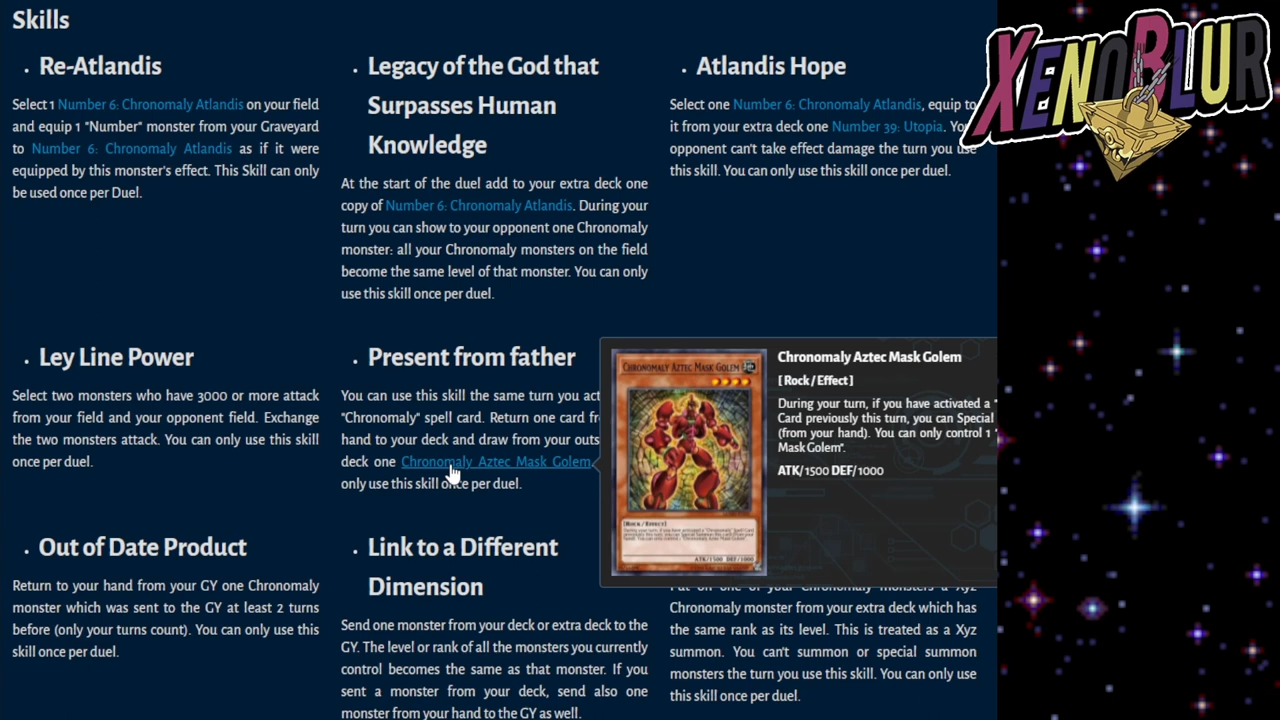 Skills
Re-Atlandis
Select 1 Number 6: Chronomaly Atlandis on your field
and equip 1 "Number" monster from your Graveyard
to Number 6: Chronomaly Atlandis as if it were
equipped by this monster's effect. This Skill can only
be used once per Duel.
Legacy of the God that
Surpasses Human
Knowledge
At the start of the duel add to your extra deck one
copy of Number 6: Chronomaly Atlandis. During your
turn you can show to your opponent one Chronomaly
monster: all your Chronomaly monsters on the field
become the same level of that monster. You can only
use this skill once per duel.
Atlandis Hope
Select one Number 6: Chronomaly Atlandis, equip to
it from your extra deck one Number 39: Utopia. You
opponent can't take effect damage the turn you use
this skill. You can only use this skill once per duel.
XENOBLUR
Ley Line Power
Select two monsters who have 3000 or more attack
from your field and your opponent field. Exchange
the two monsters attack. You can only use this skill
once per duel.
Present from father
You can use this skill the same turn you act
"Chronomaly" spell card. Return one card fr
hand to your deck and draw from your outs
deck one Chronomaly Aztec Mask Golem.
only use this skill once per duel.
CHRONOMALY AZTEC MASK GOLEM
[ROCK/EFFECT]
ATK/1500 DEF/1000
Chronomaly Aztec Mask Golem
[ Rock / Effect ]
During your turn, if you have activated a "
Card previously this turn, you can Special
(from your hand). You can only control 1 "
Mask Golem".
ATK/1500 DEF/1000
Out of Date Product
Return to your hand from your GY one Chronomaly
monster which was sent to the GY at least 2 turns
before (only your turns count). You can only use this
skill once per duel.
Link to a Different
Dimension
Send one monster from your deck or extra deck to the
GY. The level or rank of all the monsters you currently
control becomes the same as that monster. If you
sent a monster from your deck, send also one
monster from your hand to the GY as well.
Put on one of your Chronomaly monsters a Xyz
Chronomaly monster from your extra deck which has
the same rank as its level. This is treated as a Xyz
summon. You can't summon or special summon
monsters the turn you use this skill. You can only use
this skill once per duel.